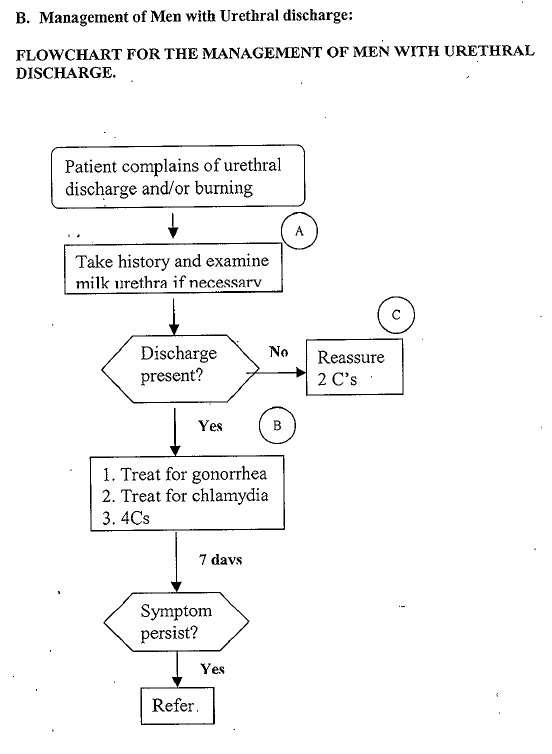 B. Management of Men with Urethral discharge:
FLOWCHART FOR THE MANAGEMENT OF MEN WITH URETHRAL
DISCHARGE.
Patient complains of urethral
discharge and/or burning
A
Take history and examine
milk urethra if necessary
C
Discharge
present?
No
Reassure
2 C's
Yes
B
1. Treat for gonorrhea
2. Treat for chlamydia
3. 4Cs
7 days
Symptom
persist?
Yes
Refer.